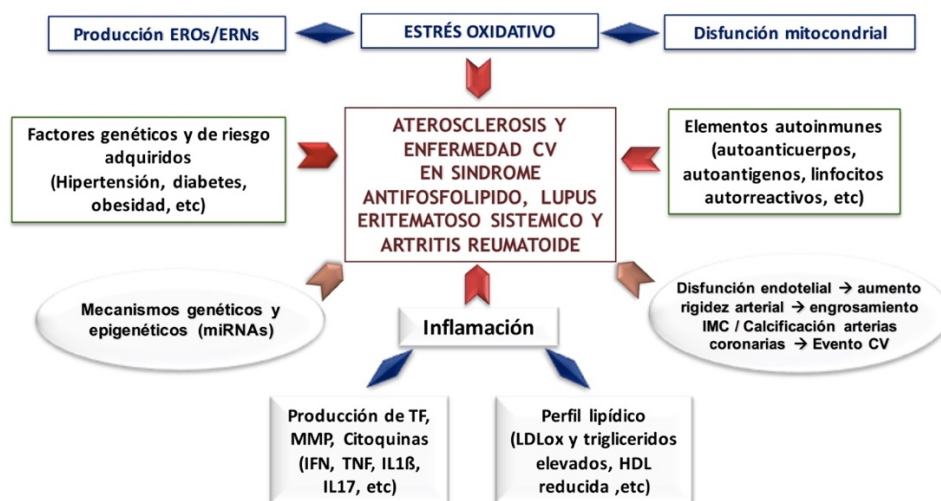 Producción EROs/ERNs
ESTRÉS OXIDATIVO
Disfunción mitocondrial
Factores genéticos y de riesgo
adquiridos
(Hipertensión, diabetes,
obesidad, etc)
ATEROSCLEROSIS Y
ENFERMEDAD CV
EN SINDROME
ANTIFOSFOLIPIDO, LUPUS
ERITEMATOSO SISTEMICO Y
ARTRITIS REUMATOIDE
Elementos autoinmunes
(autoanticuerpos,
autoantigenos, linfocitos
autorreactivos, etc)
Mecanismos genéticos y
epigenéticos (miRNAs)
Inflamación
Disfunción endotelial → aumento
rigidez arterial → engrosamiento
IMC / Calcificación arterias
coronarias → Evento CV
Producción de TF,
MMP, Citoquinas
(IFN, TNF, IL1ß,
IL17, etc)
Perfil lipídico
(LDLox y trigliceridos
elevados, HDL
reducida ,etc)